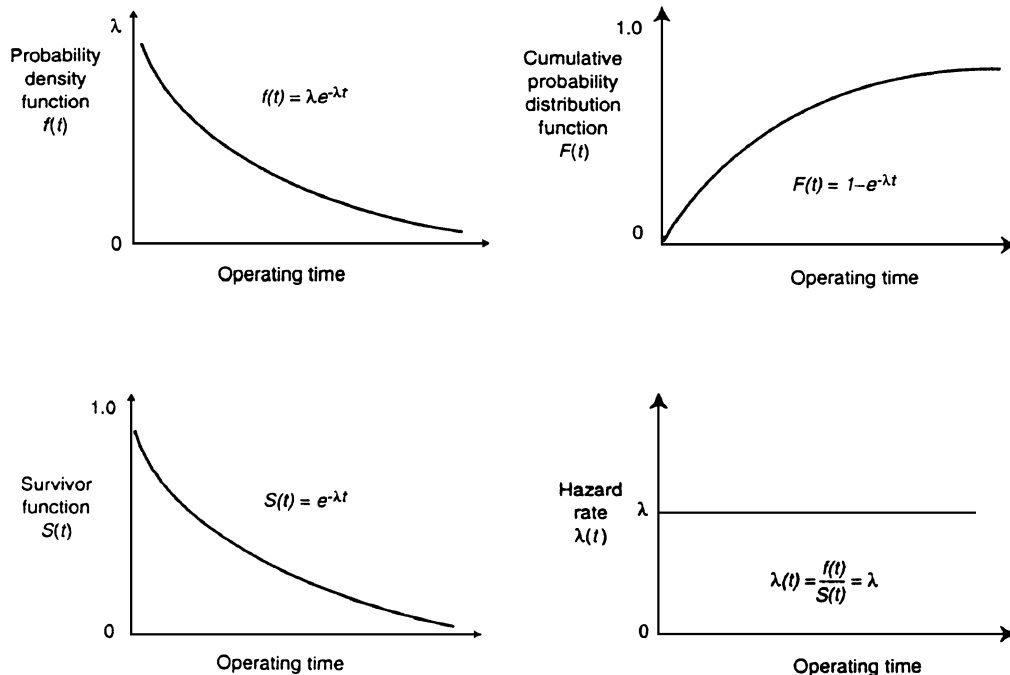 λ
Probability
density
function
f(t)
f(t) = λe-λt
0
Operating time
1.0
Cumulative
probability
distribution
function
F(t)
F(t) = 1–e-λt
0
Operating time
1.0
Survivor
function
S(t)
S(t) = e-λt
0
Operating time
Hazard
rate
λ(t)
λ
λ(t) = f(t)/S(t) = λ
0
Operating time